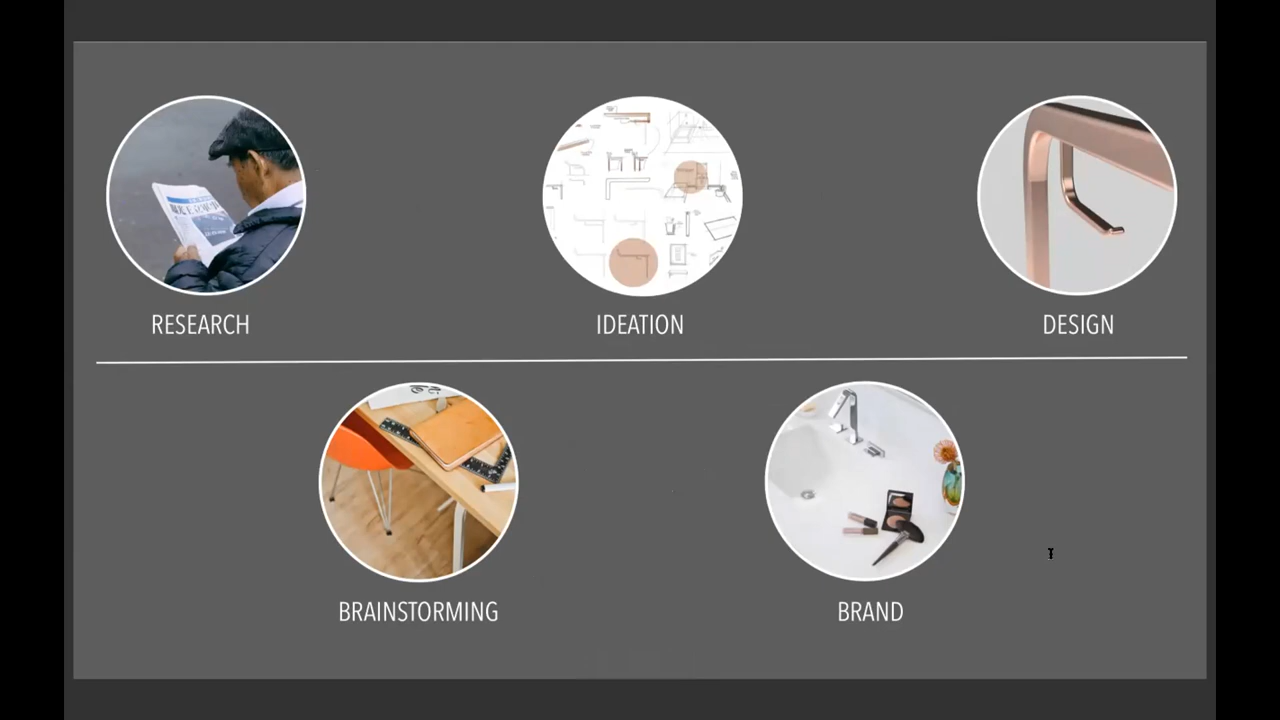 RESEARCH
IDEATION
DESIGN
BRAINSTORMING
BRAND